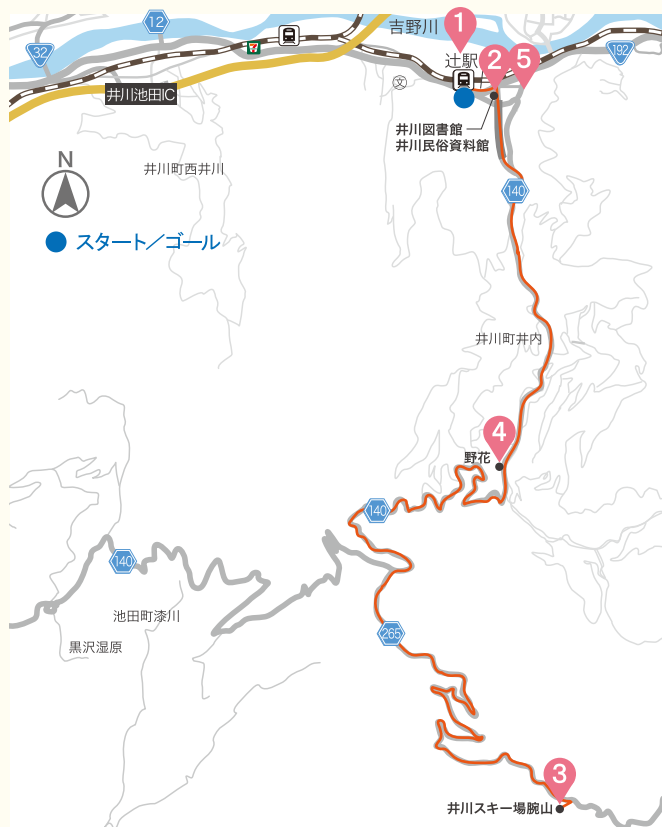 12
32
吉野川
1
192
7
辻駅
2
5
井川池田IC
文
井川図書館
井川民俗資料館
N
井川町西井川
140
スタート／ゴール
井川町井内
4
野花
140
140
池田町漆川
265
黒沢湿原
3
井川スキー場腕山